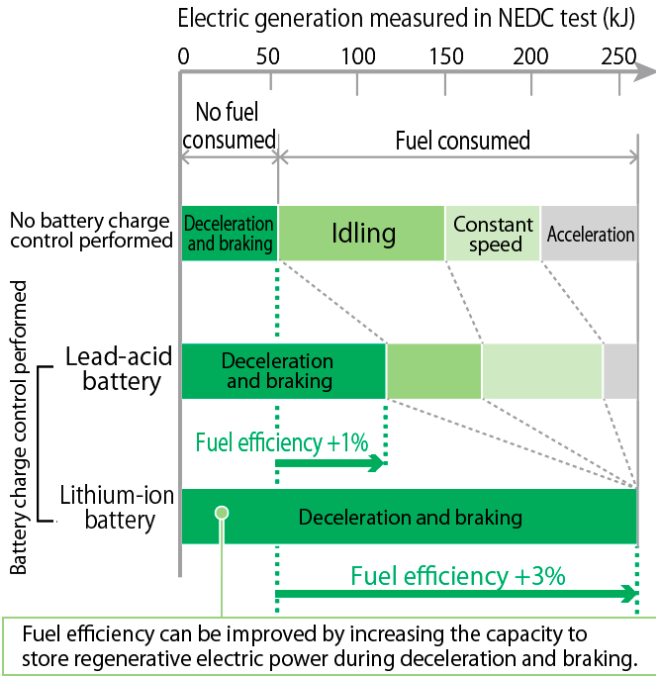 Electric generation measured in NEDC test (kJ)
0 50 100 150 200 250
No fuel
consumed
Fuel consumed
No battery charge
control performed
Deceleration
and braking
Idling
Constant
speed
Acceleration
Battery charge control performed
Lead-acid
battery
Deceleration
and braking
Fuel efficiency +1%
Lithium-ion
battery
Deceleration and braking
Fuel efficiency +3%
Fuel efficiency can be improved by increasing the capacity to
store regenerative electric power during deceleration and braking.